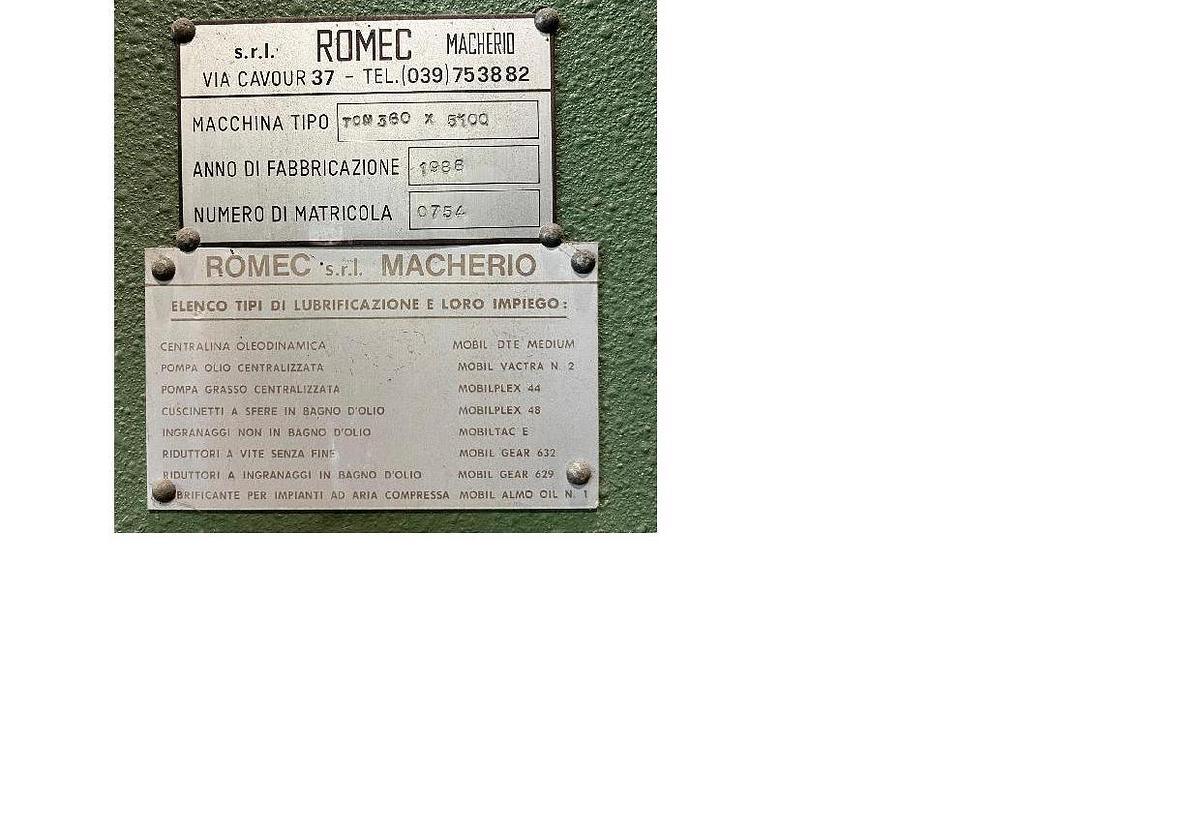 s.r.l. ROMEC MACHERIO
VIA CAVOUR 37 - TEL.(039)753882
MACCHINA TIPO TON 360 X 5100
ANNO DI FABBRICAZIONE 1986
NUMERO DI MATRICOLA 0754
ROMEC s.r.l. MACHERIO
ELENCO TIPI DI LUBRIFICAZIONE E LORO IMPIEGO:
CENTRALINA OLEODINAMICA MOBIL DTE MEDIUM
POMPA OLIO CENTRALIZZATA MOBIL VACTRA N. 2
POMPA GRASSO CENTRALIZZATA MOBILPLEX 44
CUSCINETTI A SFERE IN BAGNO D'OLIO MOBILPLEX 48
INGRANAGGI NON IN BAGNO D'OLIO MOBILTAC E
RIDUTTORI A VITE SENZA FINE MOBIL GEAR 632
RIDUTTORI A INGRANAGGI IN BAGNO D'OLIO MOBIL GEAR 629
BRIFICANTE PER IMPIANTI AD ARIA COMPRESSA MOBIL ALMO OIL N. 1